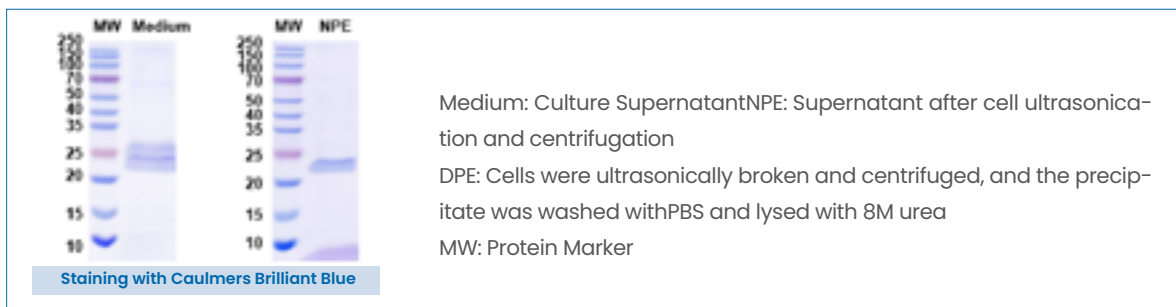 MW Medium
250
150
100
70
50
40
35
25
20
15
10
MW NPE
250
150
100
70
50
40
35
25
20
15
10
Staining with Caulmers Brilliant Blue
Medium: Culture SupernatantNPE: Supernatant after cell ultrasonica-
tion and centrifugation
DPE: Cells were ultrasonically broken and centrifuged, and the precip-
itate was washed withPBS and lysed with 8M urea
MW: Protein Marker